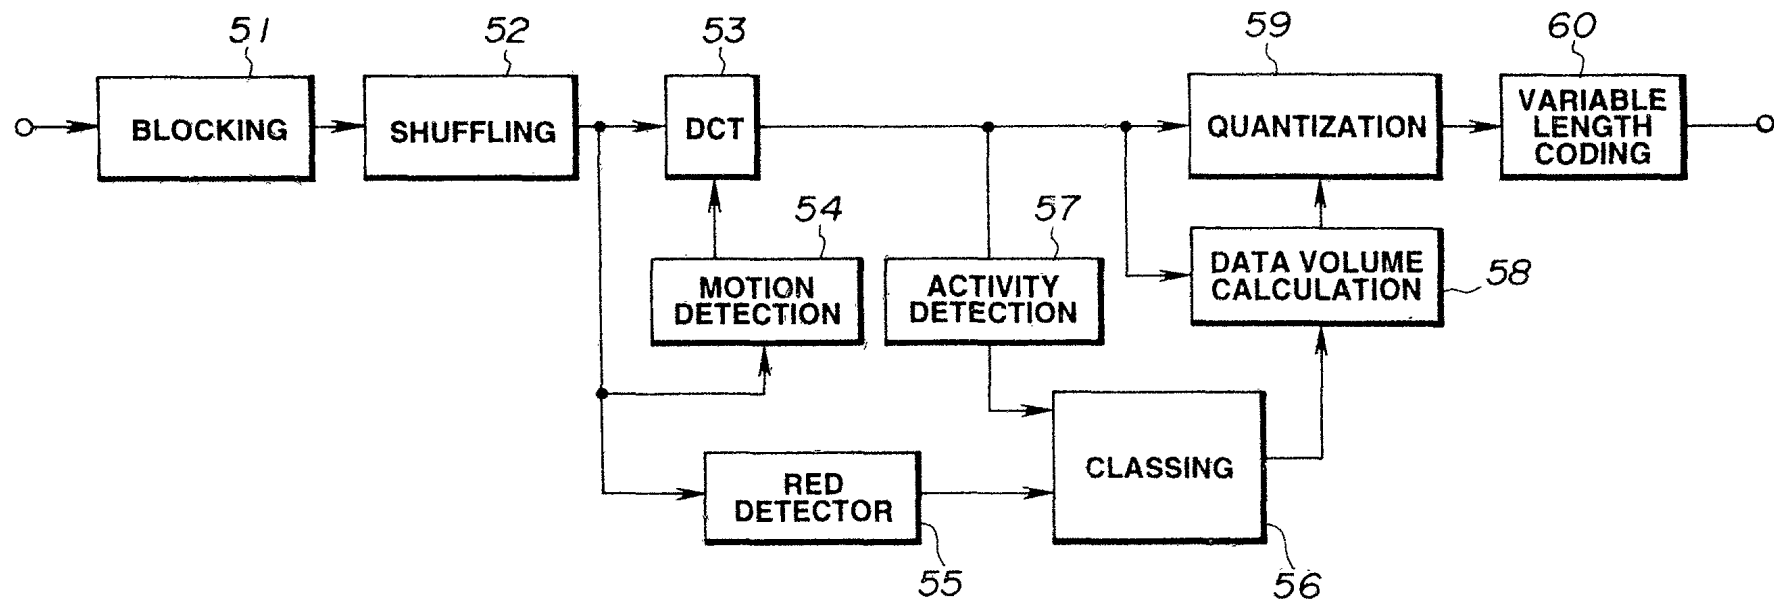 51
52
53
59
60
BLOCKING
SHUFFLING
DCT
QUANTIZATION
VARIABLE
LENGTH
CODING
54
57
MOTION
DETECTION
ACTIVITY
DETECTION
DATA VOLUME
CALCULATION
58
RED
DETECTOR
CLASSING
55
56